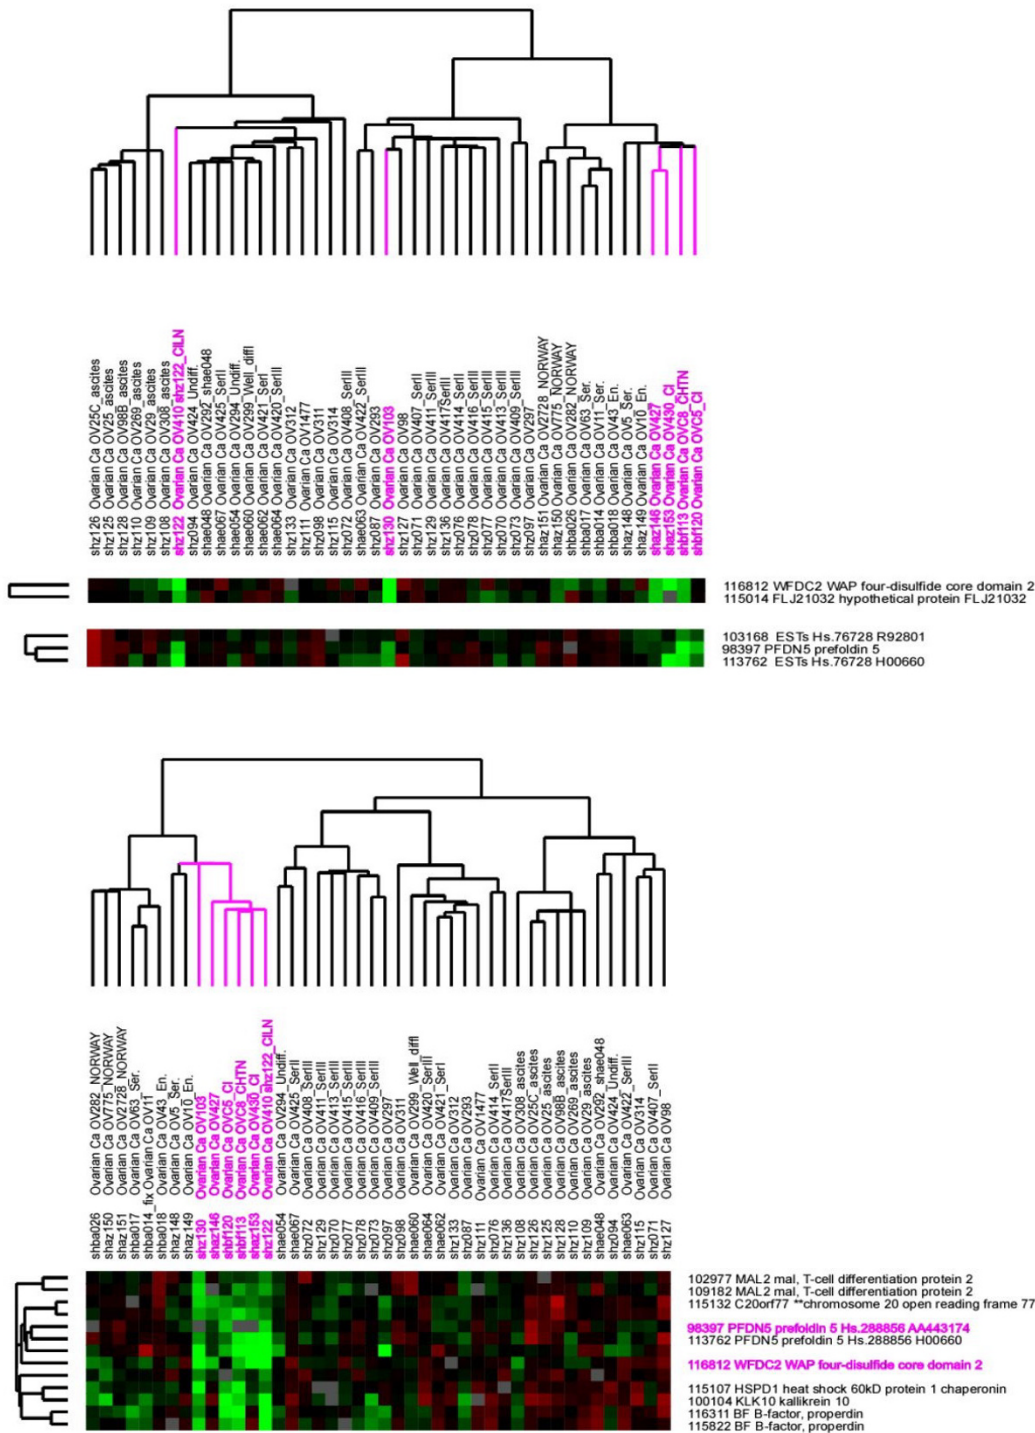 shz126 Ovarian Ca OV25C_ascites
shz125 Ovarian Ca OV25_ascites
shz128 Ovarian Ca OV98B_ascites
shz110 Ovarian Ca OV269_ascites
shz109 Ovarian Ca OV29_ascites
shz108 Ovarian Ca OV308_ascites
shz122 Ovarian Ca OV410 shz122_CILN
shz094 Ovarian Ca OV424_Undiff.
shae048 Ovarian Ca OV292_shae048
shae067 Ovarian Ca OV425_SerII
shae054 Ovarian Ca OV294_Undiff.
shae060 Ovarian Ca OV299_Well_diffI
shae062 Ovarian Ca OV421_SerI
shae064 Ovarian Ca OV420_SerIII
shz133 Ovarian Ca OV312
shz111 Ovarian Ca OV1477
shz098 Ovarian Ca OV311
shz115 Ovarian Ca OV314
shz072 Ovarian Ca OV408_SerIII
shae063 Ovarian Ca OV422_SerIII
shz087 Ovarian Ca OV293
shz130 Ovarian Ca OV103
shz127 Ovarian Ca OV98
shz071 Ovarian Ca OV407_SerII
shz129 Ovarian Ca OV411_SerIII
shz136 Ovarian Ca OV417SerIII
shz076 Ovarian Ca OV414_SerII
shz078 Ovarian Ca OV416_SerIII
shz077 Ovarian Ca OV415_SerIII
shz070 Ovarian Ca OV413_SerIII
shz073 Ovarian Ca OV409_SerIII
shz097 Ovarian Ca OV297_
shaz151 Ovarian Ca OV2728_NORWAY
shaz150 Ovarian Ca OV775_NORWAY
shba026 Ovarian Ca OV282_NORWAY
shba017 Ovarian Ca OV63_Ser.
shba014 Ovarian Ca OV11_Ser.
shba018 Ovarian Ca OV43_En.
shaz148 Ovarian Ca OV5_Ser.
shaz149 Ovarian Ca OV10_En.
shaz146 Ovarian Ca OV427
shaz153 Ovarian Ca OV430_CI
shbf113 Ovarian Ca OVC8_CHTN
shbf120 Ovarian Ca OVC5_CI
116812 WFDC2 WAP four-disulfide core domain 2
115014 FLJ21032 hypothetical protein FLJ21032
103168 ESTs Hs.76728 R92801
98397 PFDN5 prefoldin 5
113762 ESTs Hs.76728 H00660
shba026 Ovarian Ca OV282_NORWAY
shaz150 Ovarian Ca OV775_NORWAY
shaz151 Ovarian Ca OV2728_NORWAY
shba017 Ovarian Ca OV63_Ser.
shba014_fix Ovarian Ca OV11_
shba018 Ovarian Ca OV43_En.
shaz148 Ovarian Ca OV5_Ser.
shaz149 Ovarian Ca OV10_En.
shz130 Ovarian Ca OV103
shaz146 Ovarian Ca OV427
shbf120 Ovarian Ca OVC5_CI
shbf113 Ovarian Ca OVC8_CHTN
shaz153 Ovarian Ca OV430_CI
shz122 Ovarian Ca OV410 shz122_CILN
shae054 Ovarian Ca OV294_Undiff.
shae067 Ovarian Ca OV425_SerII
shz072 Ovarian Ca OV408_SerIII
shz129 Ovarian Ca OV411_SerIII
shz070 Ovarian Ca OV413_SerIII
shz077 Ovarian Ca OV415_SerIII
shz078 Ovarian Ca OV416_SerIII
shz073 Ovarian Ca OV409_SerIII
shz097 Ovarian Ca OV297_
shz098 Ovarian Ca OV311
shae060 Ovarian Ca OV299_Well_diffI
shae064 Ovarian Ca OV420_SerIII
shae062 Ovarian Ca OV421_SerI
shz133 Ovarian Ca OV312
shz087 Ovarian Ca OV293
shz111 Ovarian Ca OV1477
shz076 Ovarian Ca OV414_SerII
shz136 Ovarian Ca OV417SerIII
shz108 Ovarian Ca OV308_ascites
shz126 Ovarian Ca OV25C_ascites
shz125 Ovarian Ca OV25_ascites
shz128 Ovarian Ca OV98B_ascites
shz110 Ovarian Ca OV269_ascites
shz109 Ovarian Ca OV29_ascites
shae048 Ovarian Ca OV292_shae048
shz094 Ovarian Ca OV424_Undiff.
shae063 Ovarian Ca OV422_SerIII
shz115 Ovarian Ca OV314
shz071 Ovarian Ca OV407_SerII
shz127 Ovarian Ca OV98
102977 MAL2 mal, T-cell differentiation protein 2
109182 MAL2 mal, T-cell differentiation protein 2
115132 C20orf77 **chromosome 20 open reading frame 77
98397 PFDN5 prefoldin 5 Hs.288856 AA443174
113762 PFDN5 prefoldin 5 Hs.288856 H00660
116812 WFDC2 WAP four-disulfide core domain 2
115107 HSPD1 heat shock 60kD protein 1 chaperonin
100104 KLK10 kallikrein 10
116311 BF B-factor, properdin
115822 BF B-factor, properdin